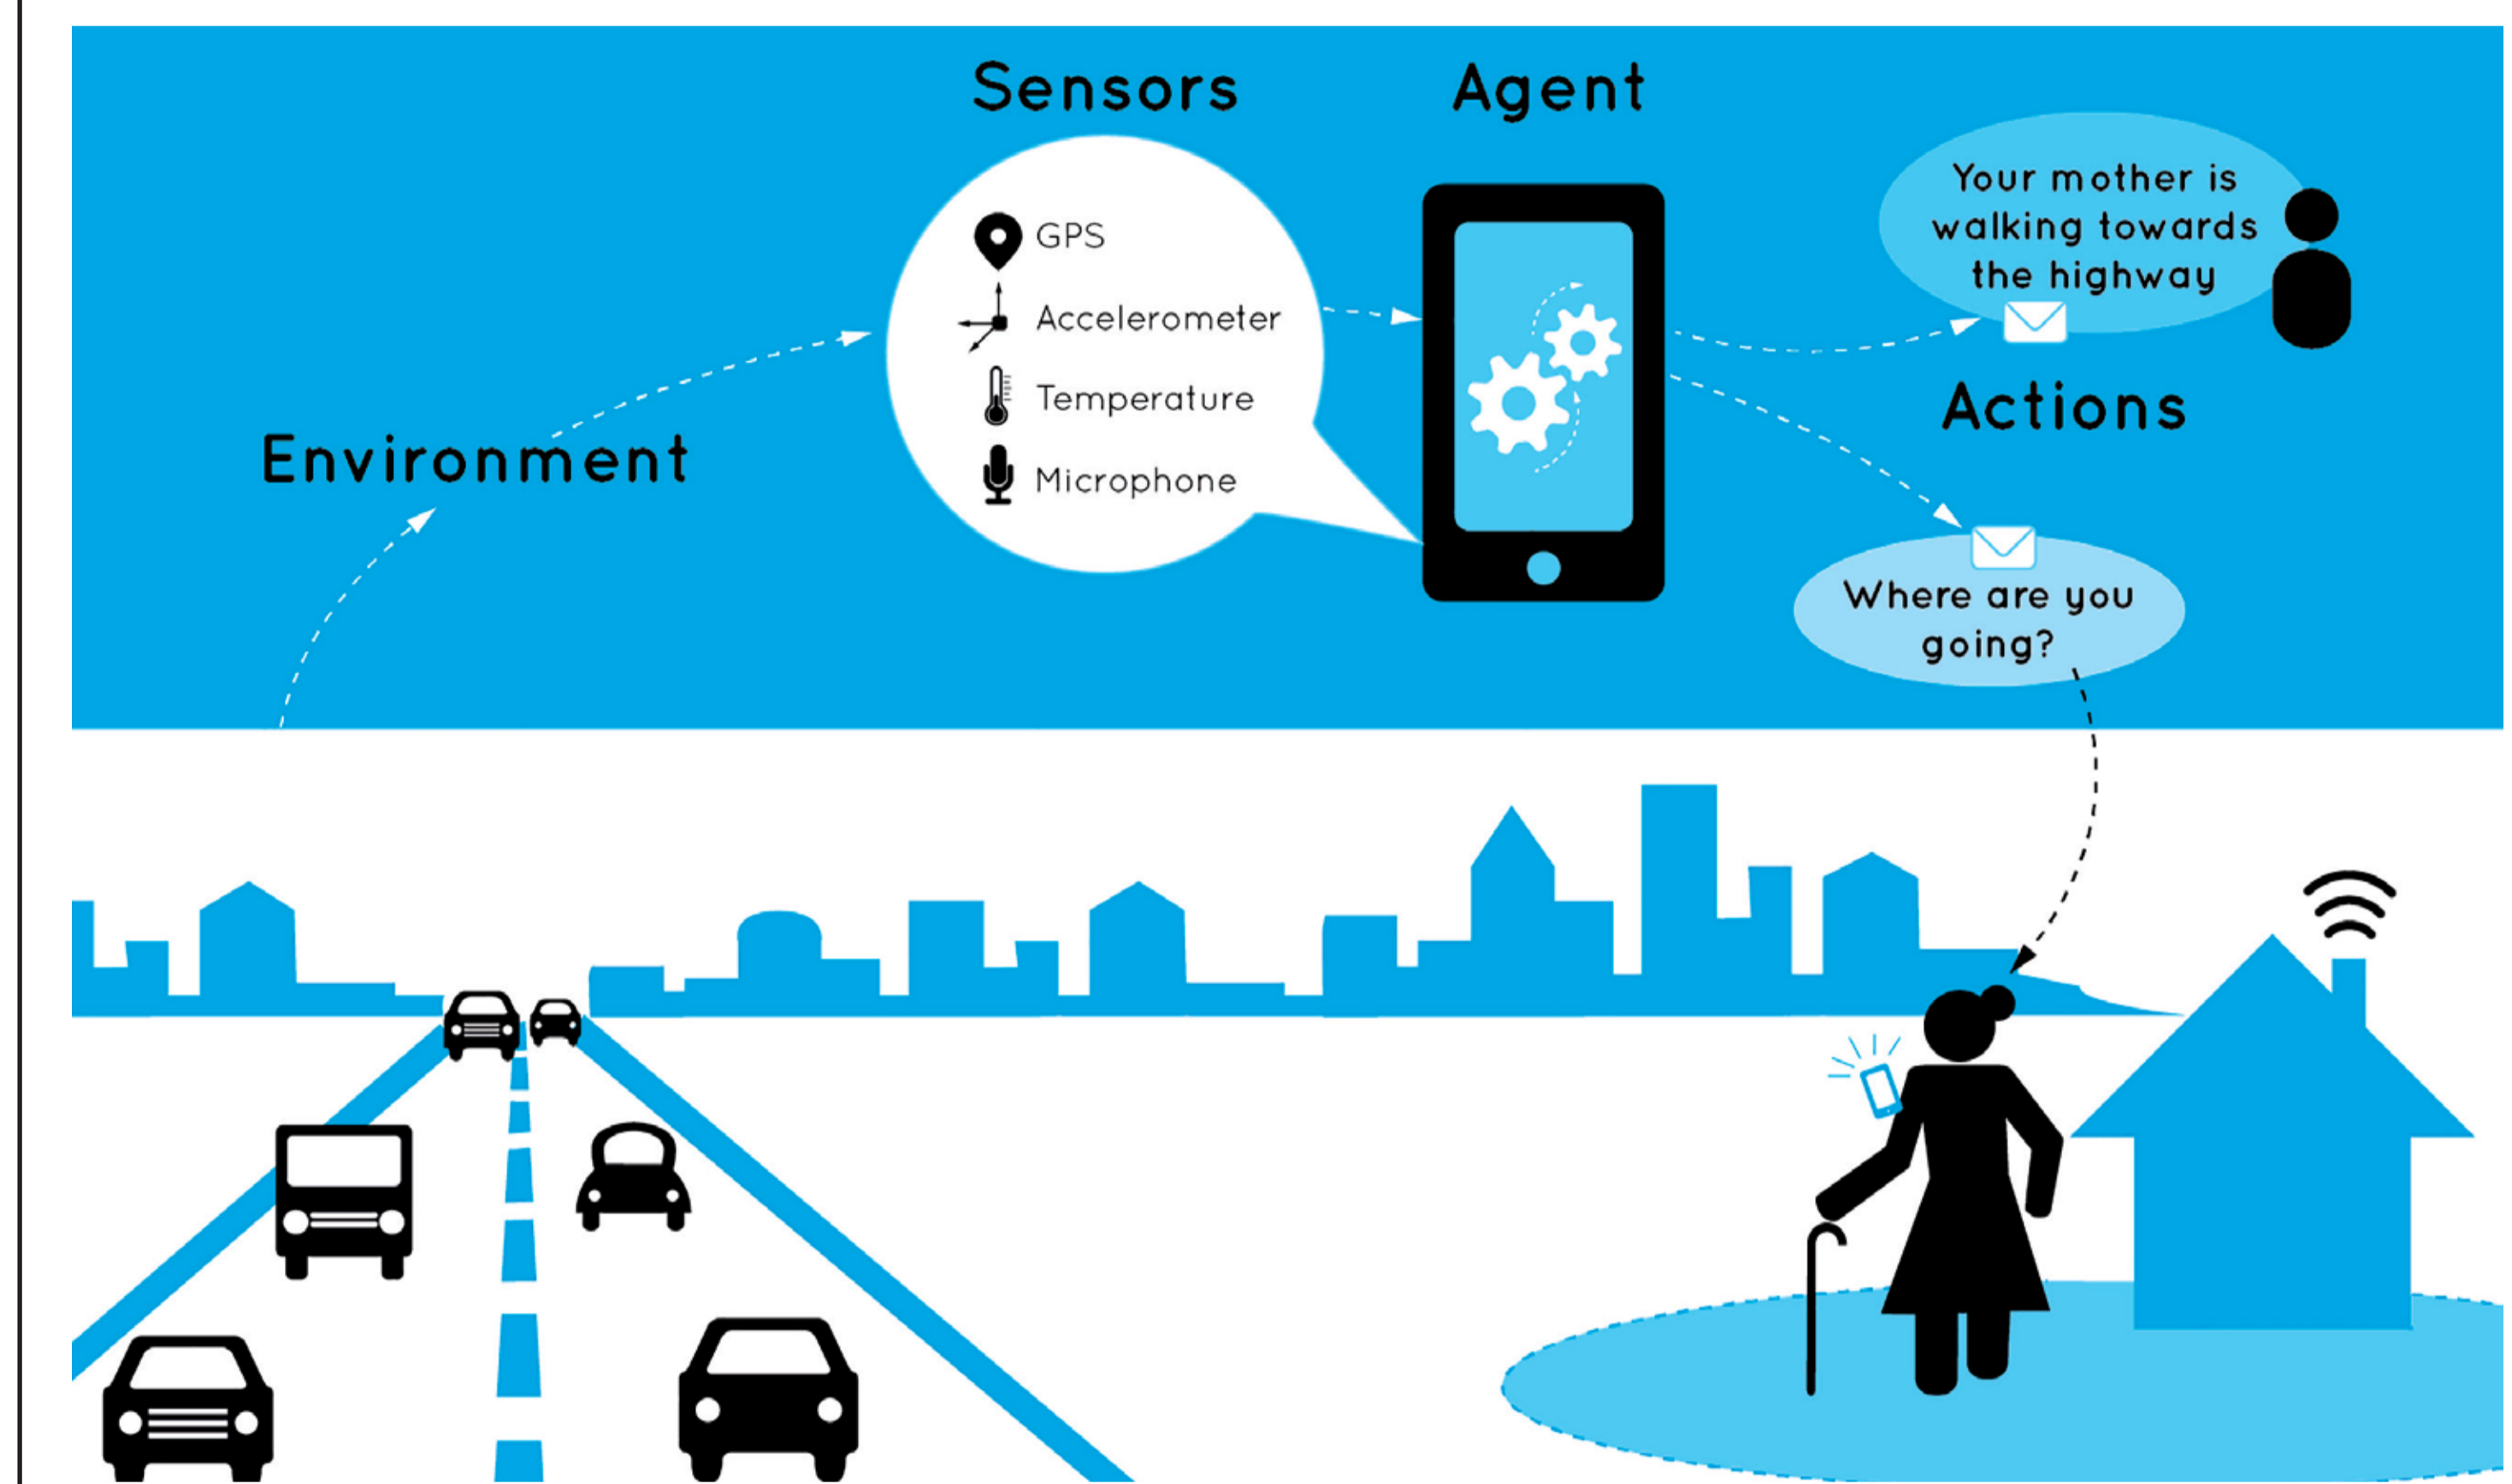 Sensors
Agent
Your mother is
walking towards
the highway
GPS
Accelerometer
Temperature
Microphone
Environment
Actions
Where are you
going?